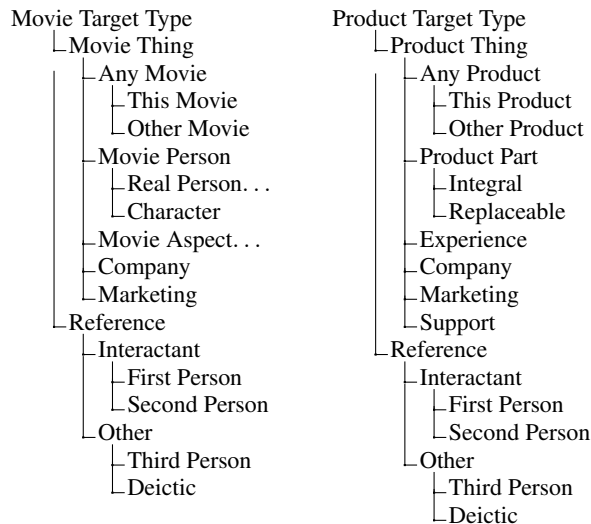 Movie Target Type
Movie Thing
Any Movie
This Movie
Other Movie
Movie Person
Real Person. . .
Character
Movie Aspect. . .
Company
Marketing
Reference
Interactant
First Person
Second Person
Other
Third Person
Deictic
Product Target Type
Product Thing
Any Product
This Product
Other Product
Product Part
Integral
Replaceable
Experience
Company
Marketing
Support
Reference
Interactant
First Person
Second Person
Other
Third Person
Deictic